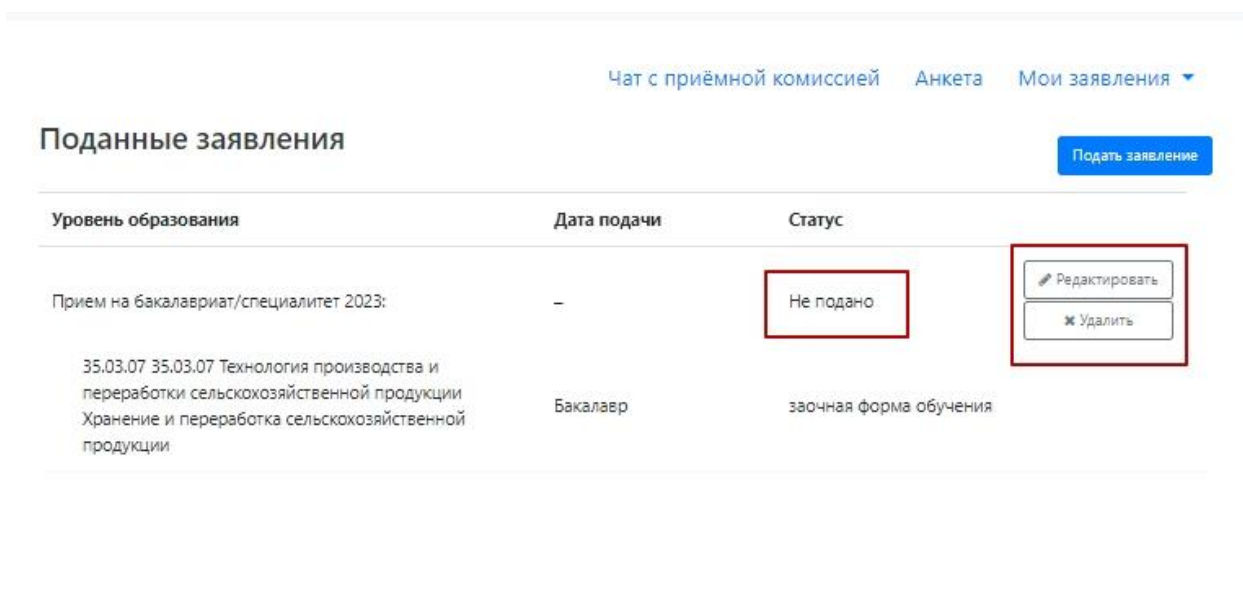 Чат с приёмной комиссией Анкета Мои заявления
Поданные заявления
Подать заявление
Уровень образования Дата подачи Статус
Прием на бакалавриат/специалитет 2023: – Не подано
Редактировать
Удалить
35.03.07 35.03.07 Технология производства и
переработки сельскохозяйственной продукции
Хранение и переработка сельскохозяйственной
продукции
Бакалавр заочная форма обучения